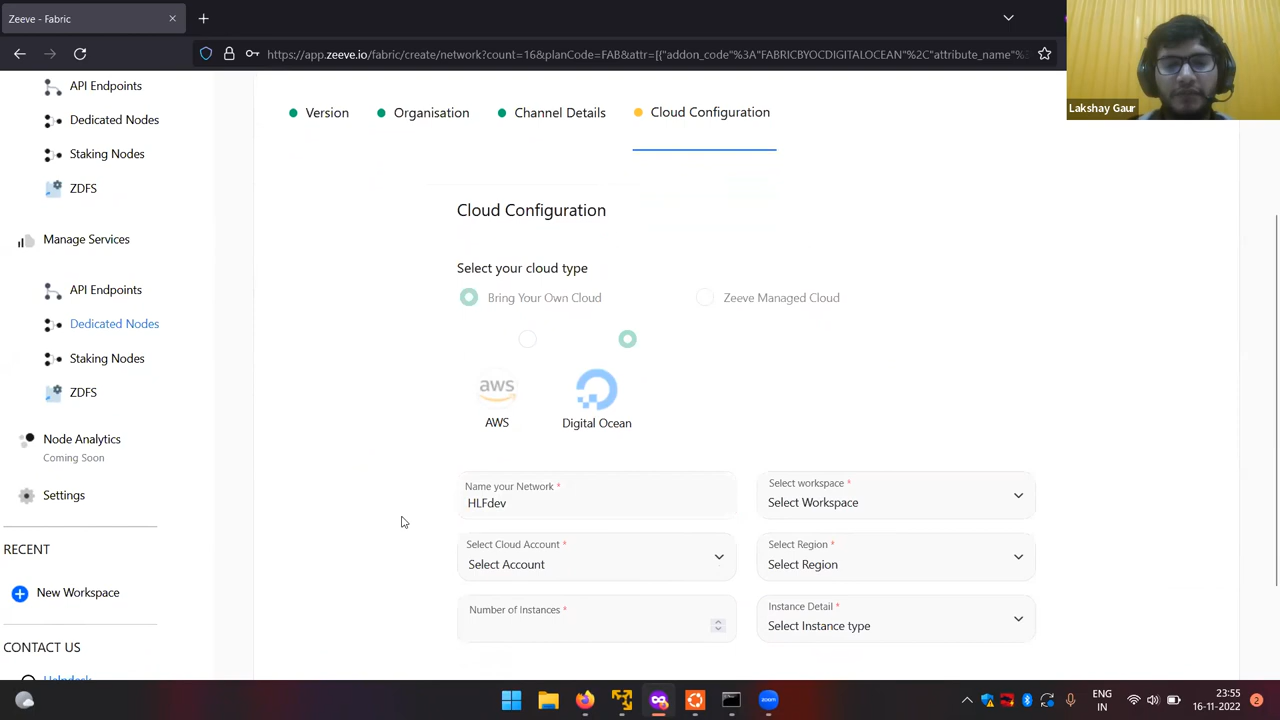 Zeeve - Fabric
https://app.zeeve.io/fabric/create/network?count=16&planCode=FAB&attr=[{"addon_code"%3A"FABRICBYOCDIGITALOCEAN"%2C"attribute_name"%
Lakshay Gaur
API Endpoints
Dedicated Nodes
Staking Nodes
ZDFS
Manage Services
API Endpoints
Dedicated Nodes
Staking Nodes
ZDFS
Node Analytics
Coming Soon
Settings
RECENT
New Workspace
CONTACT US
Helpdesk
Version
Organisation
Channel Details
Cloud Configuration
Cloud Configuration
Select your cloud type
Bring Your Own Cloud
Zeeve Managed Cloud
aws
AWS
Digital Ocean
Name your Network *
HLFdev
Select workspace *
Select Workspace
Select Cloud Account *
Select Account
Select Region *
Select Region
Number of Instances *
Instance Detail *
Select Instance type
zoom
ENG
IN
23:55
16-11-2022
2